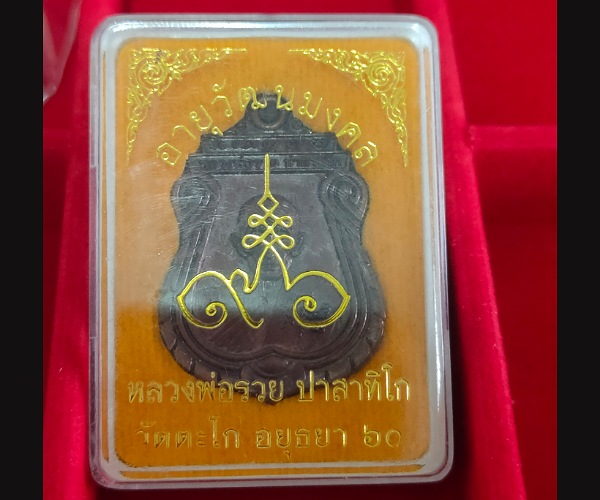 อายุวัฒนมงคล
หลวงพ่อรวย ปาสาทิโก
วัดตะโก อยุธยา ๖๐